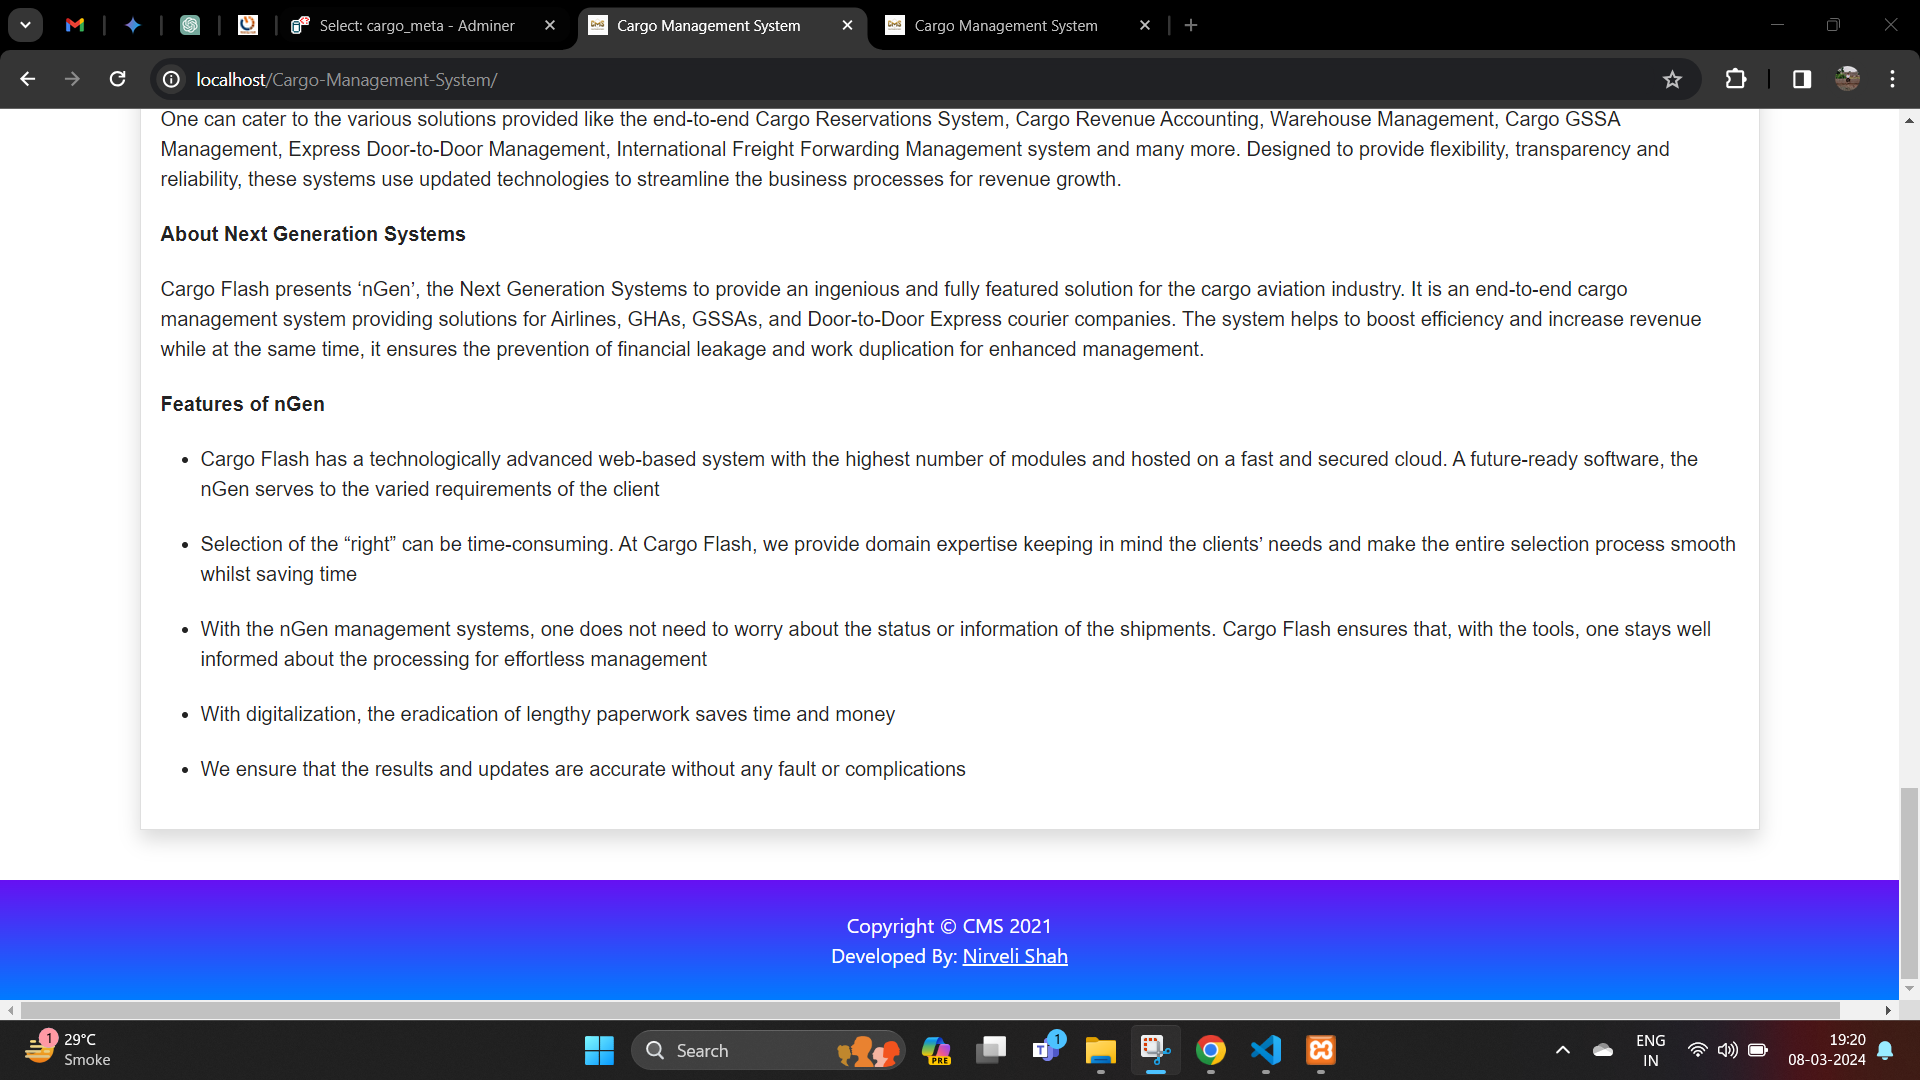 Select: cargo_meta - Adminer
Cargo Management System
Cargo Management System
localhost/Cargo-Management-System/
One can cater to the various solutions provided like the end-to-end Cargo Reservations System, Cargo Revenue Accounting, Warehouse Management, Cargo GSSA
Management, Express Door-to-Door Management, International Freight Forwarding Management system and many more. Designed to provide flexibility, transparency and
reliability, these systems use updated technologies to streamline the business processes for revenue growth.
About Next Generation Systems
Cargo Flash presents ‘nGen’, the Next Generation Systems to provide an ingenious and fully featured solution for the cargo aviation industry. It is an end-to-end cargo
management system providing solutions for Airlines, GHAs, GSSAs, and Door-to-Door Express courier companies. The system helps to boost efficiency and increase revenue
while at the same time, it ensures the prevention of financial leakage and work duplication for enhanced management.
Features of nGen
• Cargo Flash has a technologically advanced web-based system with the highest number of modules and hosted on a fast and secured cloud. A future-ready software, the
nGen serves to the varied requirements of the client
• Selection of the “right” can be time-consuming. At Cargo Flash, we provide domain expertise keeping in mind the clients’ needs and make the entire selection process smooth
whilst saving time
• With the nGen management systems, one does not need to worry about the status or information of the shipments. Cargo Flash ensures that, with the tools, one stays well
informed about the processing for effortless management
• With digitalization, the eradication of lengthy paperwork saves time and money
• We ensure that the results and updates are accurate without any fault or complications
Copyright © CMS 2021
Developed By: Nirveli Shah
1
29°C
Smoke
Search
PRE
1
ENG
IN
19:20
08-03-2024